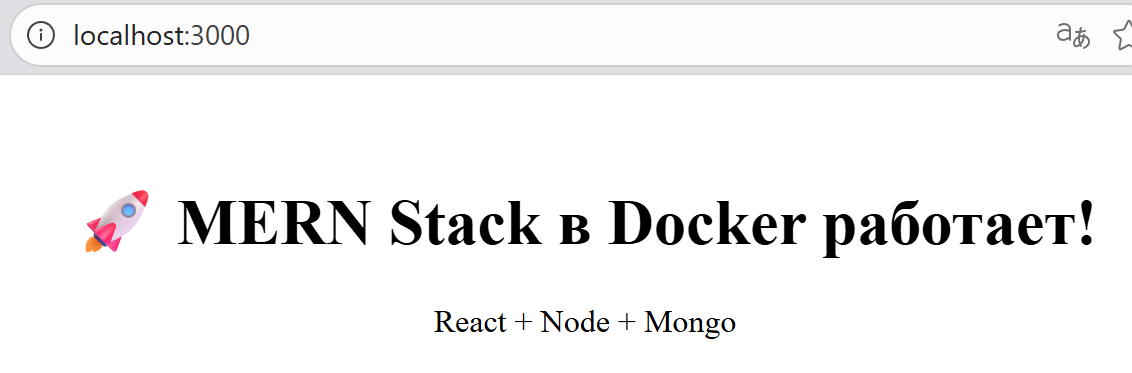 localhost:3000
🚀 MERN Stack в Docker работает!
React + Node + Mongo